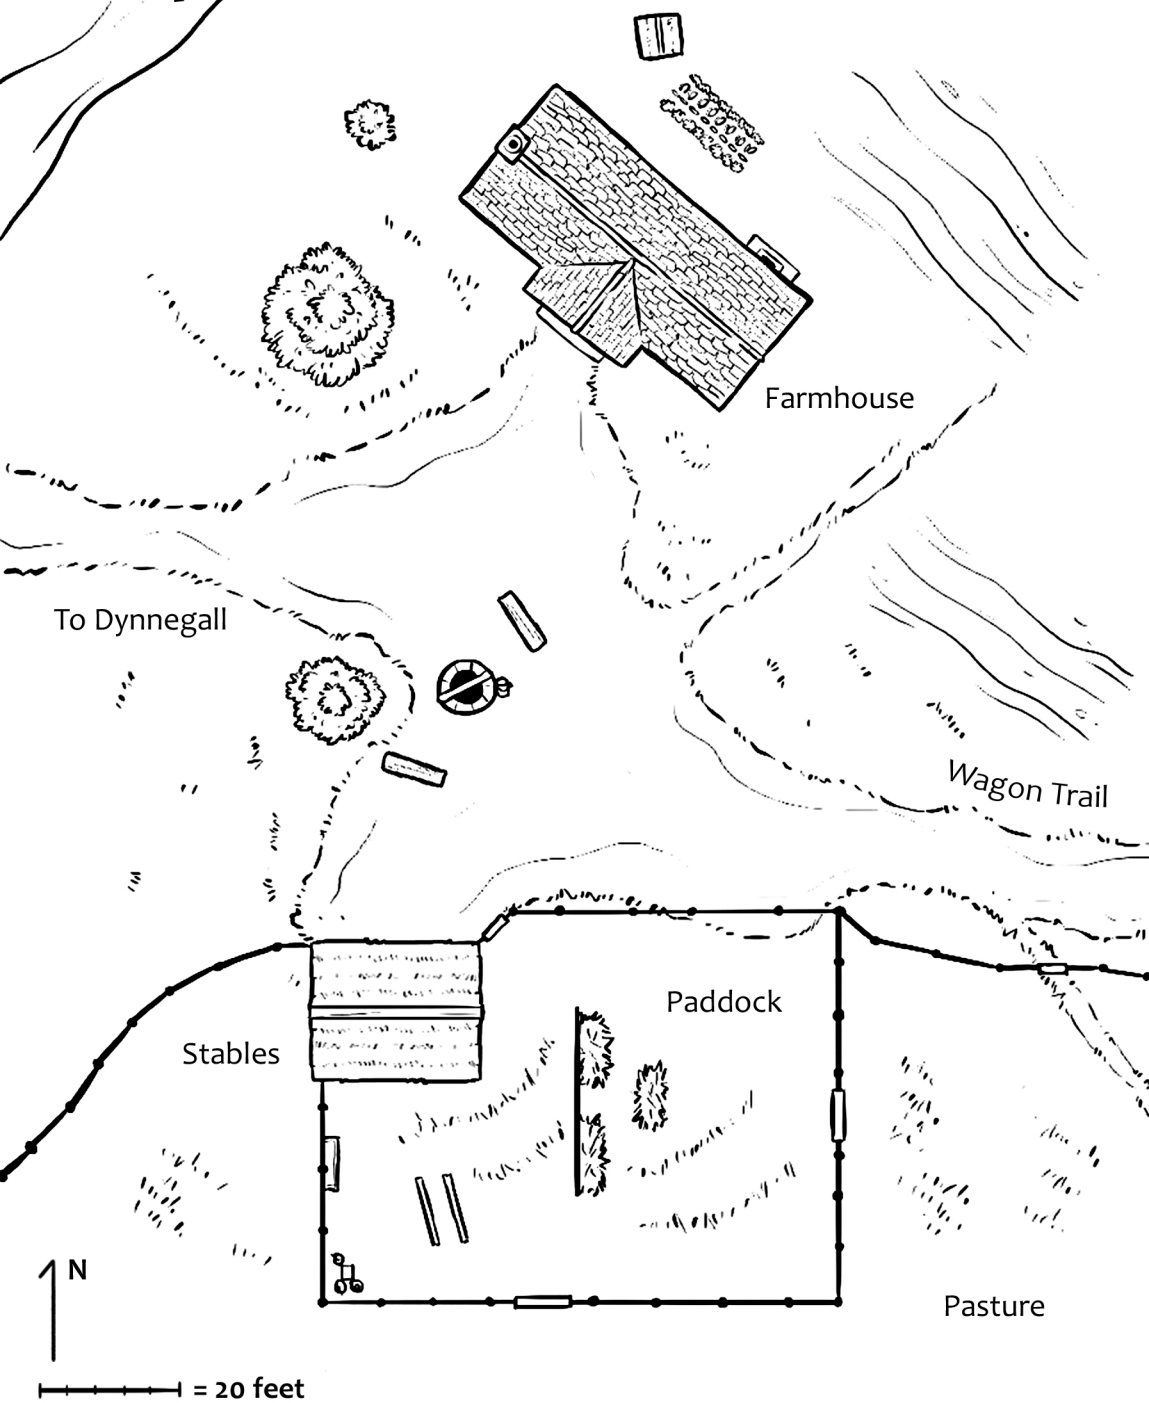 Farmhouse
To Dynnegall
Wagon Trail
Paddock
Stables
N
Pasture
= 20 feet